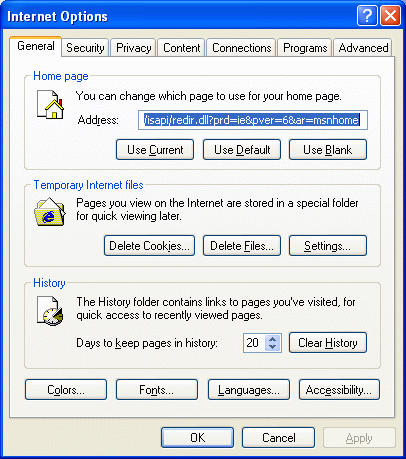 Internet Options
General Security Privacy Content Connections Programs Advanced
Home page
You can change which page to use for your home page.
Address: /isapi/redir.dll?prd=ie&pver=6&ar=msnhome
Use Current Use Default Use Blank
Temporary Internet files
Pages you view on the Internet are stored in a special folder
for quick viewing later.
Delete Cookies... Delete Files... Settings...
History
The History folder contains links to pages you've visited, for
quick access to recently viewed pages.
Days to keep pages in history: 20 Clear History
Colors... Fonts... Languages... Accessibility...
OK Cancel Apply